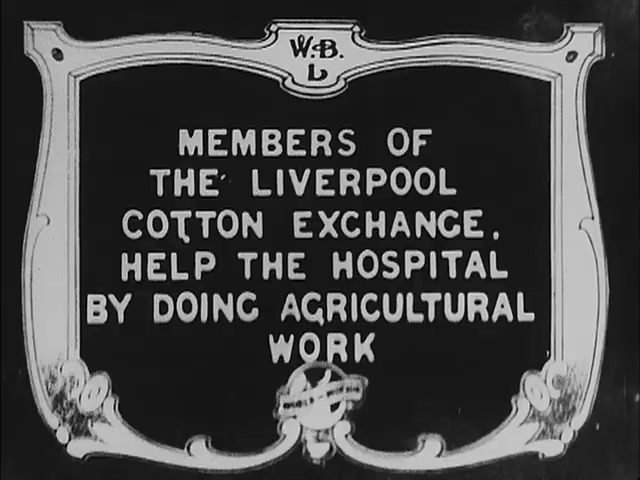 W.B.
L
MEMBERS OF
THE LIVERPOOL
COTTON EXCHANGE.
HELP THE HOSPITAL
BY DOING AGRICULTURAL
WORK